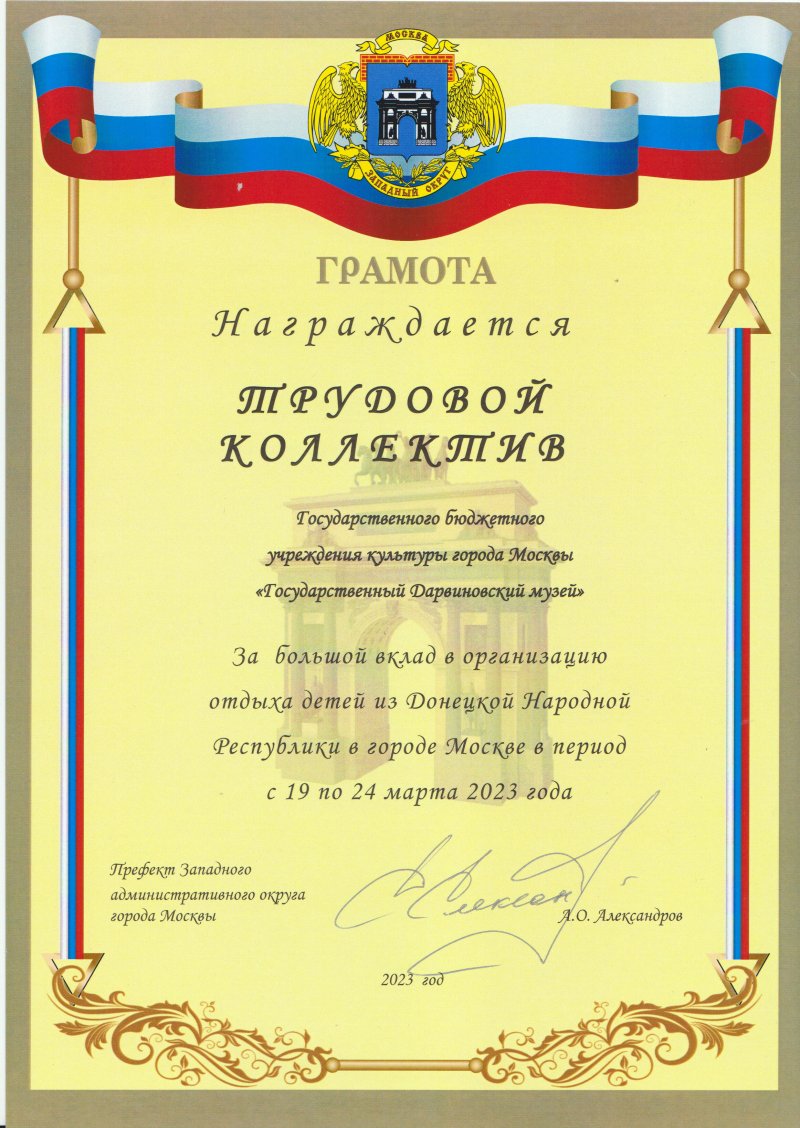 МОСКВА
ЗАПАДНЫЙ ОКРУГ
ГРАМОТА
Награждается
ТРУДОВОЙ
КОЛЛЕКТИВ
Государственного бюджетного
учреждения культуры города Москвы
«Государственный Дарвиновский музей»
За большой вклад в организацию
отдыха детей из Донецкой Народной
Республики в городе Москве в период
с 19 по 24 марта 2023 года
Префект Западного
административного округа
города Москвы
А.О. Александров
2023 год